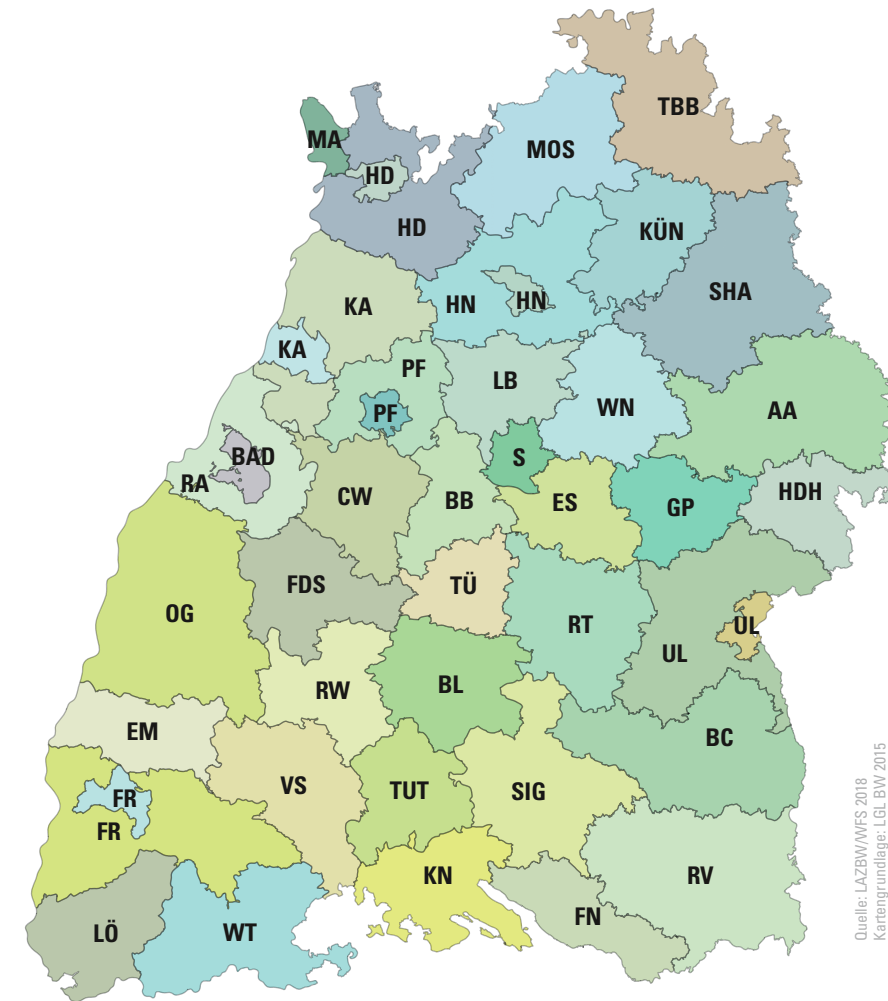 TBB
MA
MOS
HD
HD
KÜN
SHA
KA
HN
HN
KA
PF
LB
WN
AA
PF
S
BAD
RA
CW
BB
ES
GP
HDH
FDS
TÜ
OG
RT
UL
UL
RW
BL
EM
BC
VS
TUT
SIG
FR
FR
KN
RV
LÖ
WT
FN
Quelle: LAZBW/WFS 2018
Kartengrundlage: LGL BW 2015